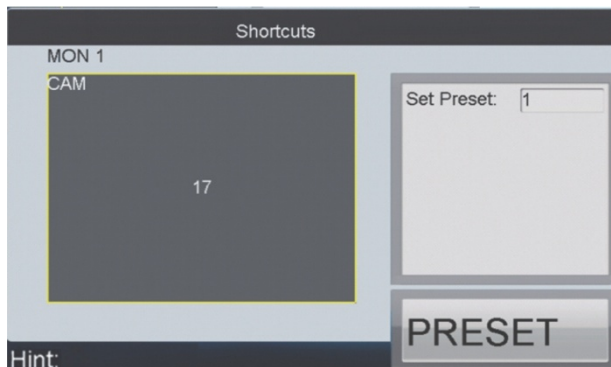 Shortcuts
MON 1
CAM
17
Set Preset: 1
PRESET
Hint: